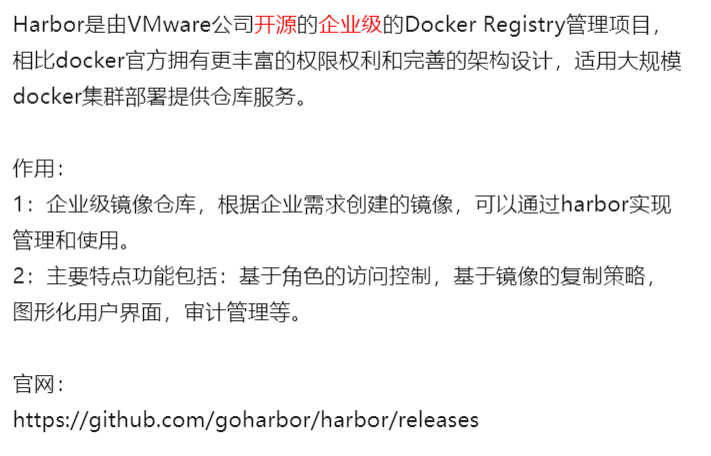 Harbor是由VMware公司开源的企业级的Docker Registry管理项目，
相比docker官方拥有更丰富的权限权利和完善的架构设计，适用大规模
docker集群部署提供仓库服务。
作用：
1：企业级镜像仓库，根据企业需求创建的镜像，可以通过harbor实现
管理和使用。
2：主要特点功能包括：基于角色的访问控制，基于镜像的复制策略，
图形化用户界面，审计管理等。
官网：
https://github.com/goharbor/harbor/releases